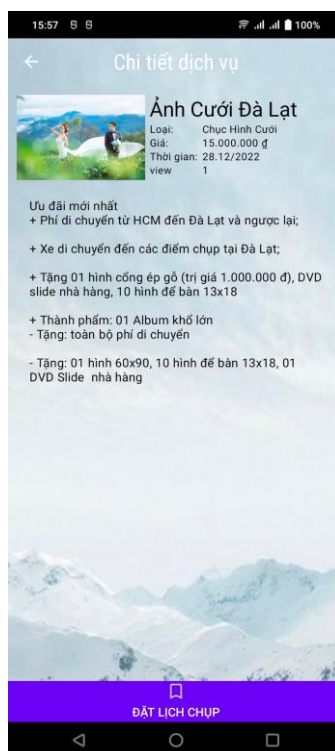 15:57 100%
Chi tiết dịch vụ
Ảnh Cưới Đà Lạt
Loại: Chục Hình Cưới
Giá: 15.000.000 ₫
Thời gian: 28.12/2022
view 1
Ưu đãi mới nhất
+ Phí di chuyển từ HCM đến Đà Lạt và ngược lại;
+ Xe di chuyển đến các điểm chụp tại Đà Lạt;
+ Tặng 01 hình cổng ép gỗ (trị giá 1.000.000 đ), DVD
slide nhà hàng, 10 hình để bàn 13x18
+ Thành phẩm: 01 Album khổ lớn
- Tặng: toàn bộ phí di chuyển
- Tặng: 01 hình 60x90, 10 hình để bàn 13x18, 01
DVD Slide nhà hàng
ĐẶT LỊCH CHỤP